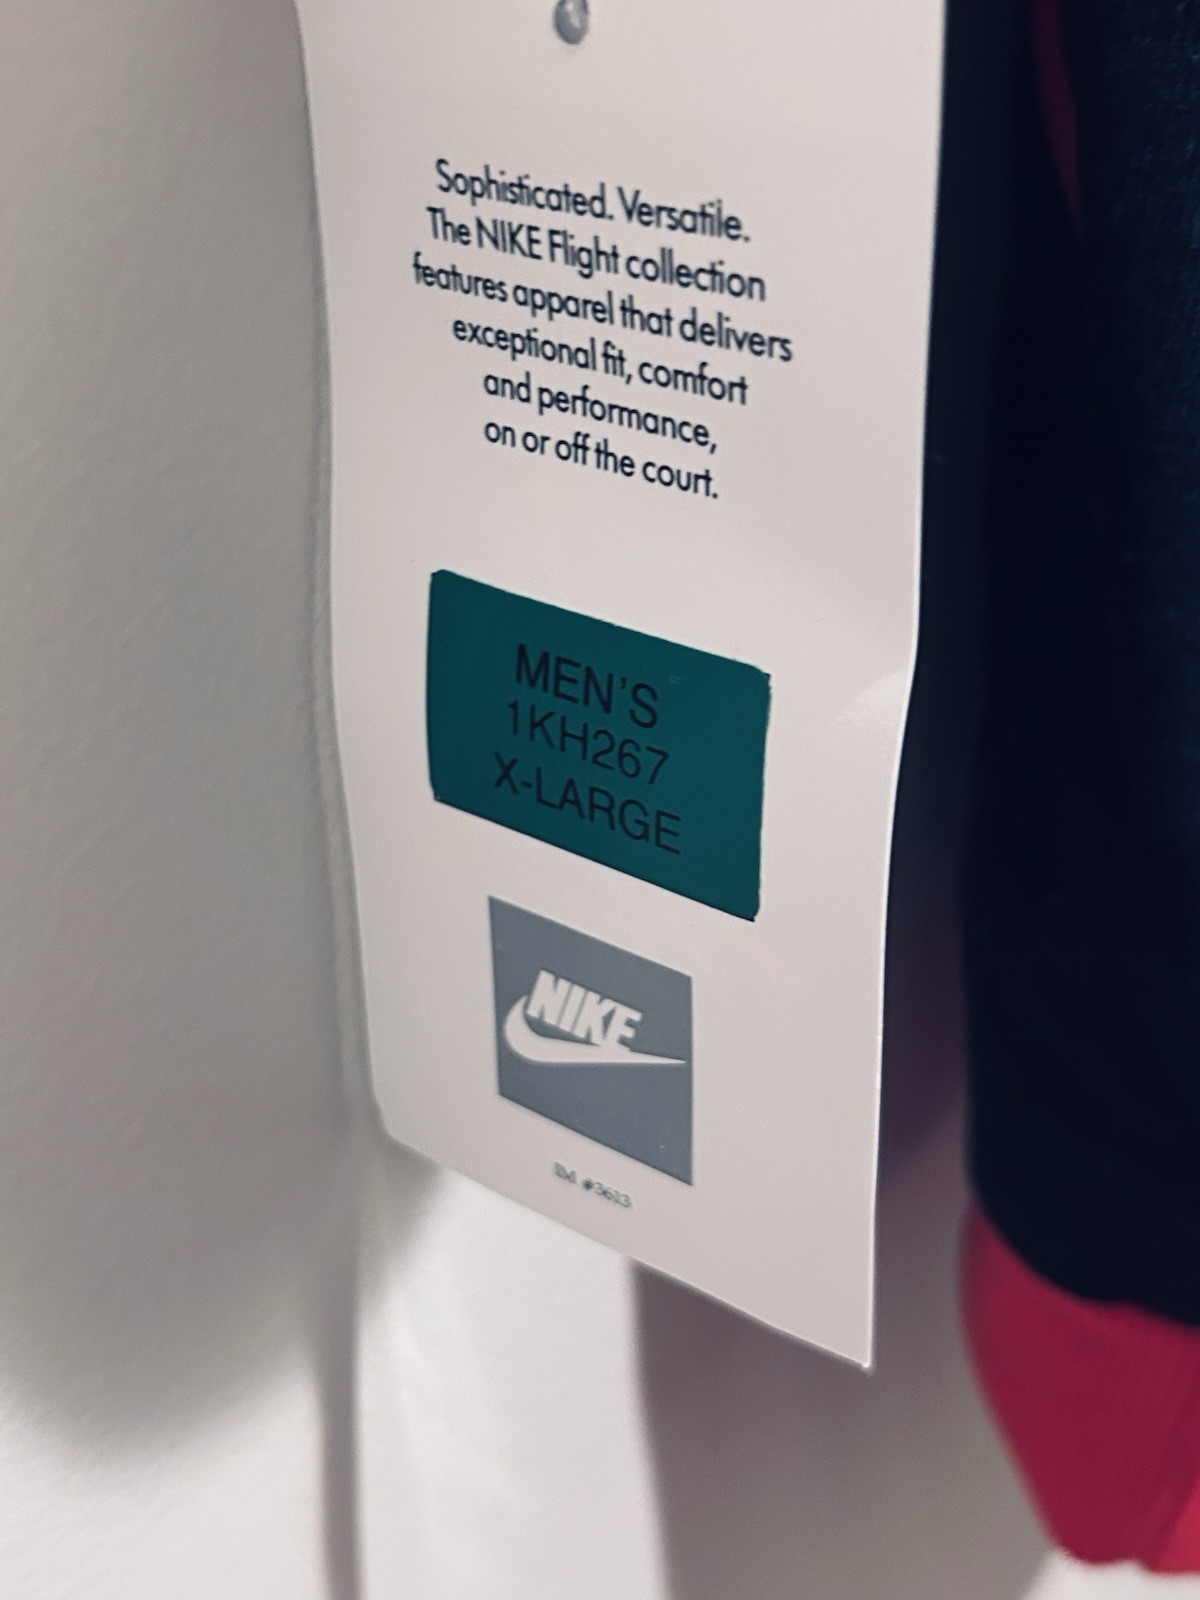 Sophisticated. Versatile.
The NIKE Flight collection
features apparel that delivers
exceptional fit, comfort
and performance,
on or off the court.
MEN'S
1KH267
X-LARGE
NIKE
#3613